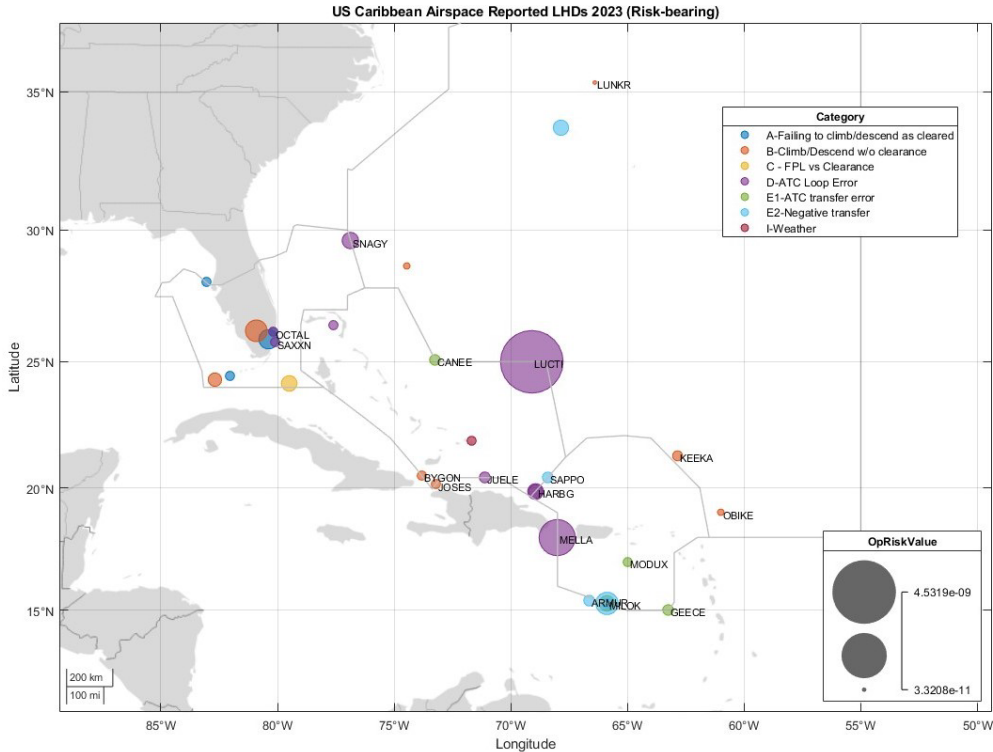 US Caribbean Airspace Reported LHDs 2023 (Risk-bearing)
35°N
30°N
25°N
20°N
15°N
Latitude
LUNKR
Category
A-Failing to climb/descend as cleared
B-Climb/Descend w/o clearance
C - FPL vs Clearance
D-ATC Loop Error
E1-ATC transfer error
E2-Negative transfer
I-Weather
SNAGY
OCTAL
SAXXN
CANEE
LUCTI
KEEKA
BYGON
JOSES
JUELE
SAPPO
HARBG
OBIKE
MELLA
MODUX
ARMUR
MILOK
GEECE
OpRiskValue
4.5319e-09
3.3208e-11
200 km
100 mi
85°W
80°W
75°W
70°W
65°W
60°W
55°W
50°W
Longitude